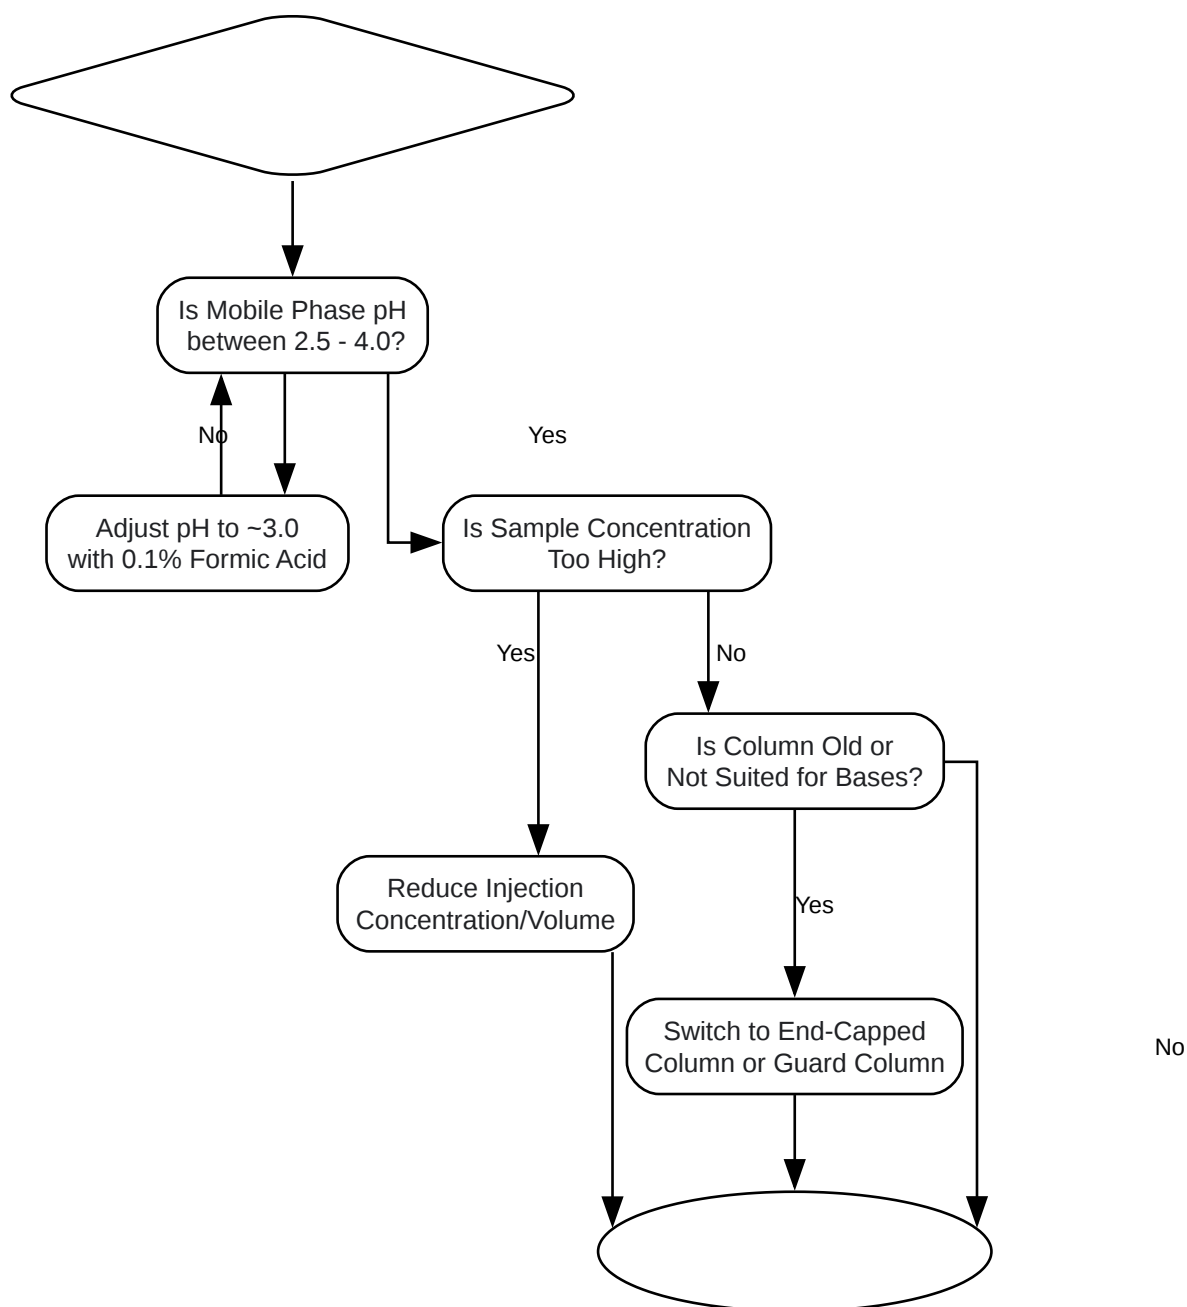 Is Mobile Phase pH
between 2.5 - 4.0?
No
Yes
Adjust pH to ~3.0
with 0.1% Formic Acid
Is Sample Concentration
Too High?
Yes
No
Is Column Old or
Not Suited for Bases?
Reduce Injection
Concentration/Volume
Yes
Switch to End-Capped
Column or Guard Column
No